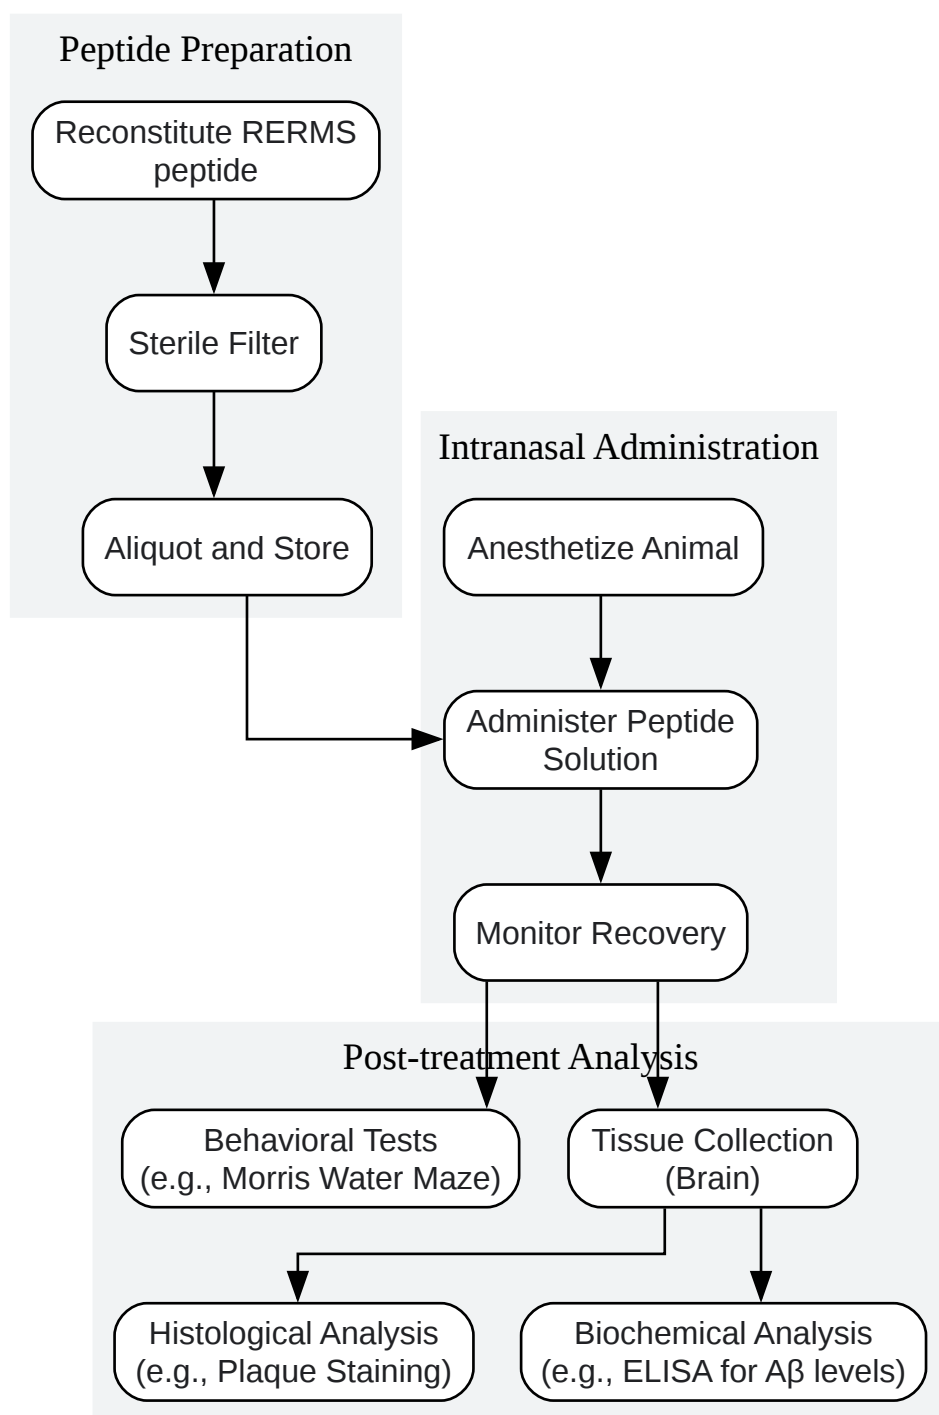 Peptide Preparation
Reconstitute RERMS
peptide
Sterile Filter
Aliquot and Store
Intranasal Administration
Anesthetize Animal
Administer Peptide
Solution
Monitor Recovery
Post-treatment Analysis
Behavioral Tests
(e.g., Morris Water Maze)
Tissue Collection
(Brain)
Histological Analysis
(e.g., Plaque Staining)
Biochemical Analysis
(e.g., ELISA for Aβ levels)